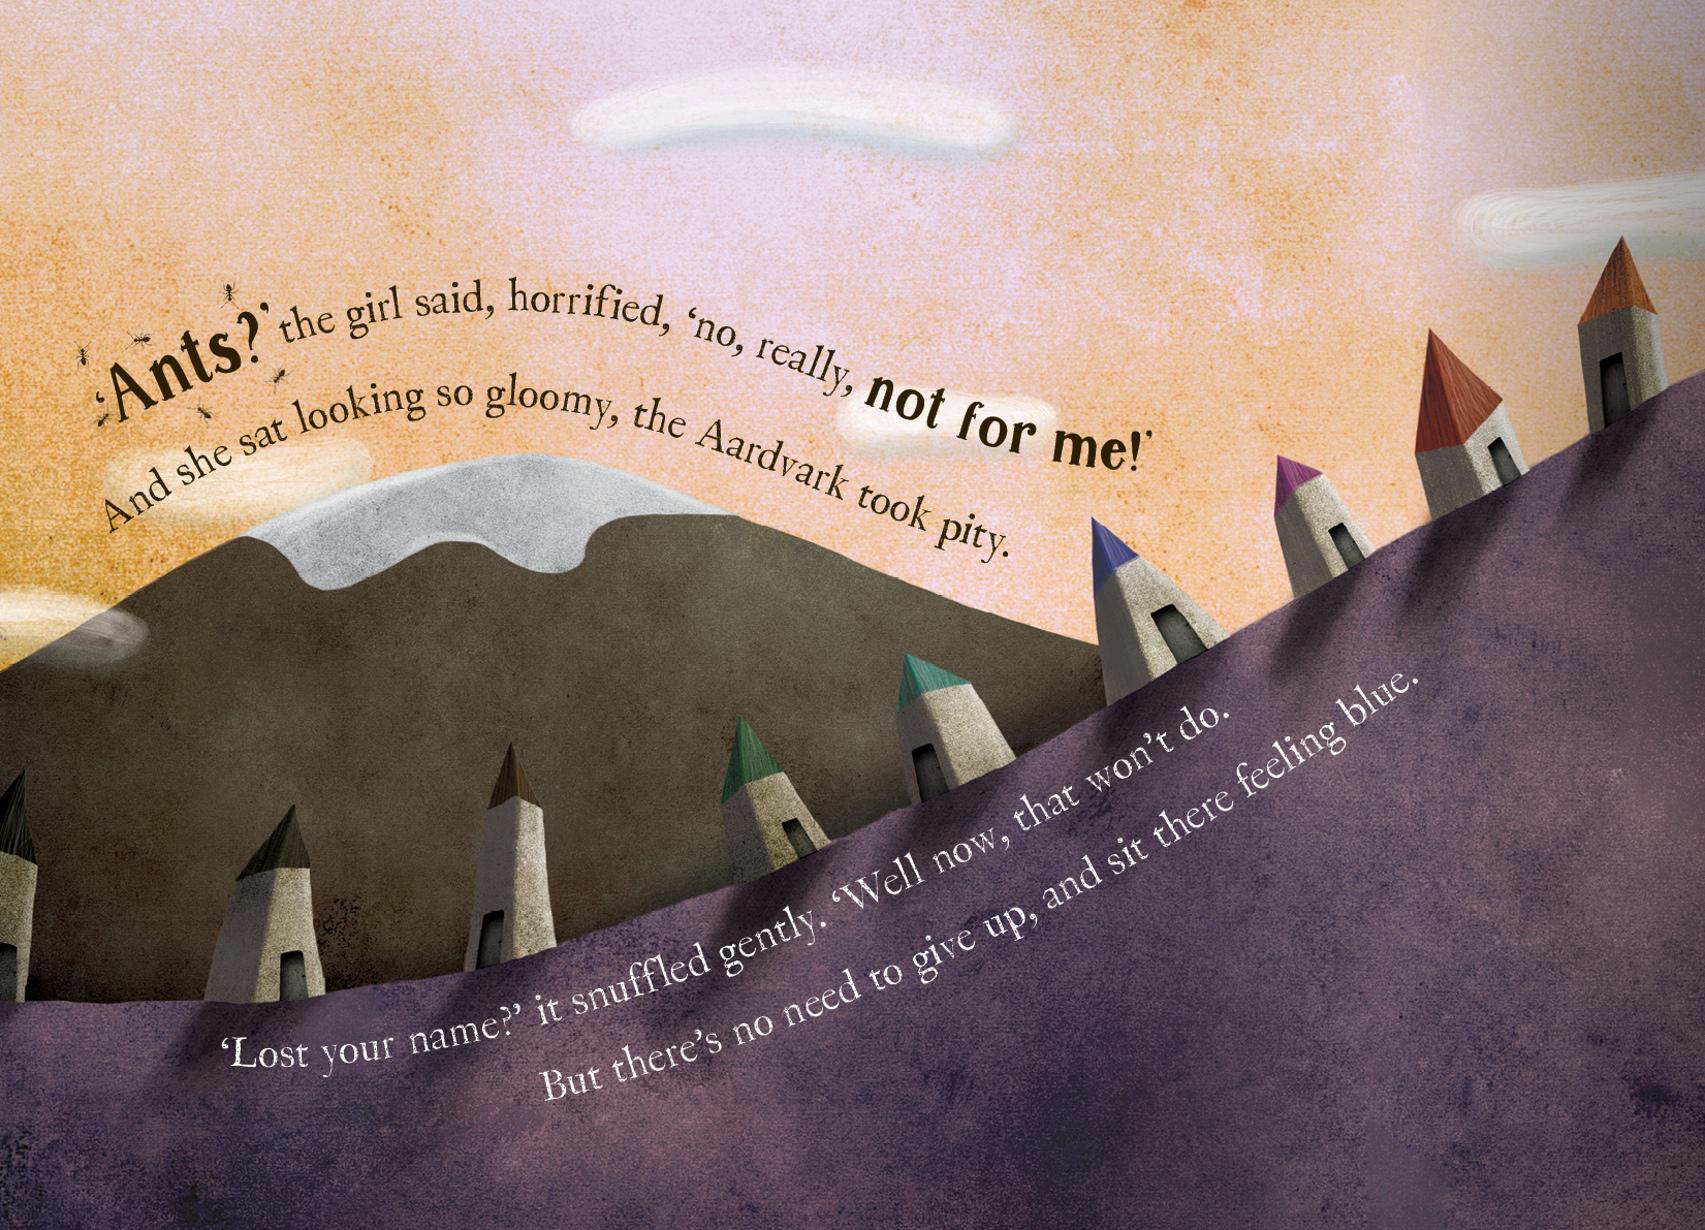 ‘Ants?’ the girl said, horrified, ‘no, really, not for me!’
And she sat looking so gloomy, the Aardvark took pity.
‘Lost your name?’ it snuffled gently. ‘Well now, that won’t do.
But there’s no need to give up, and sit there feeling blue.